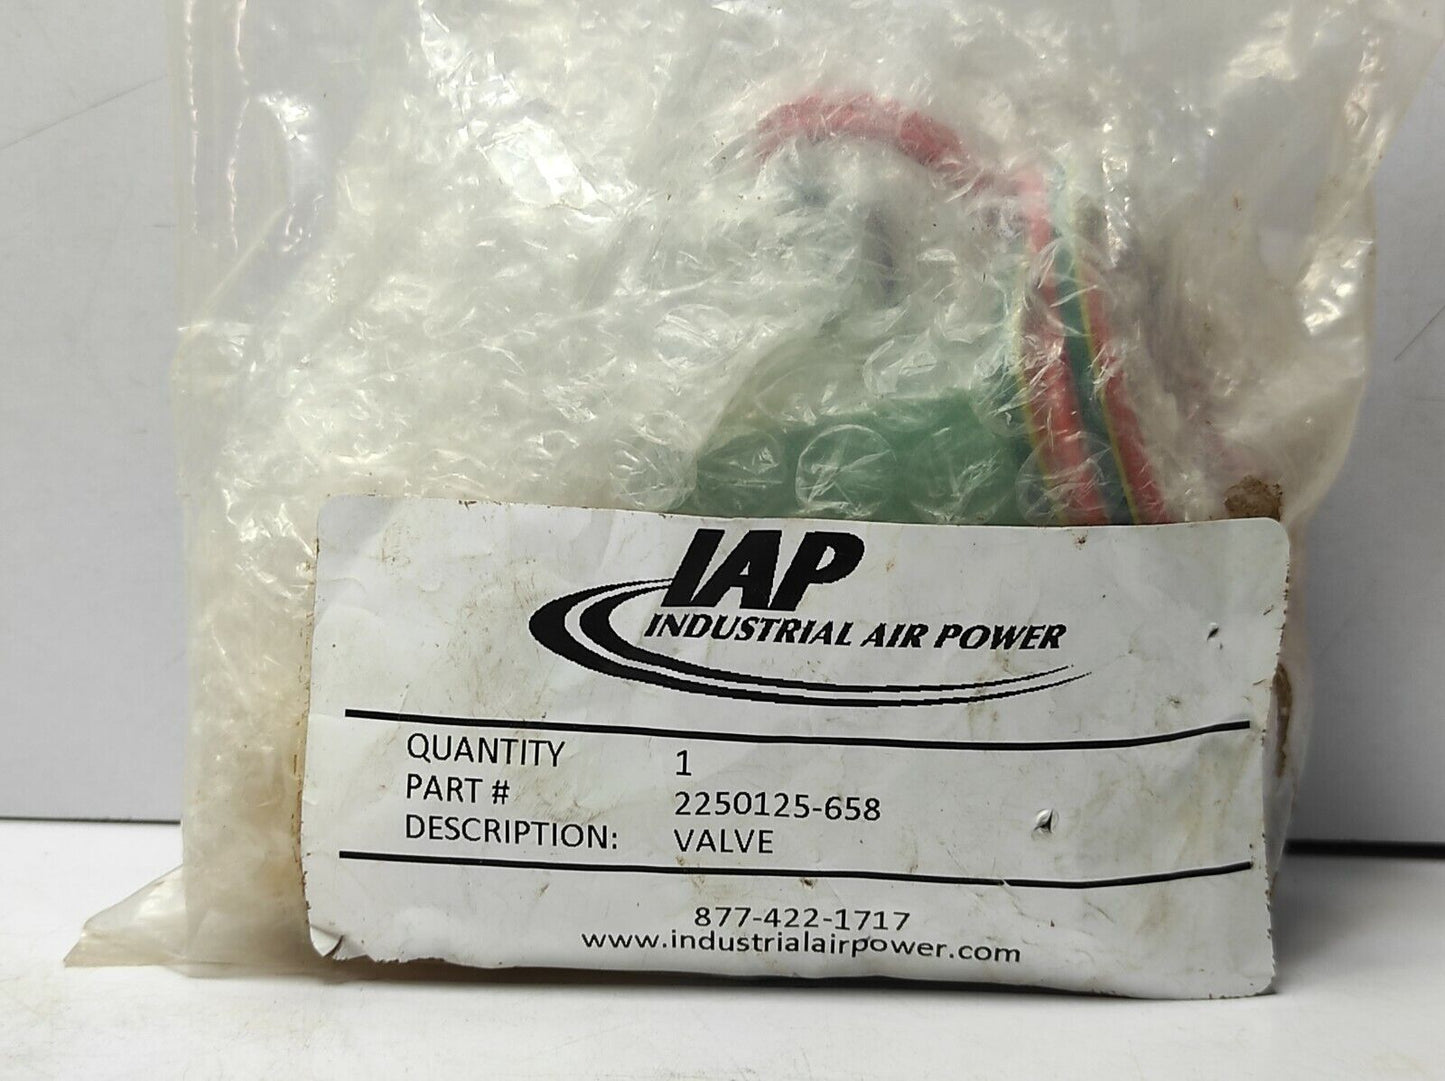 IAP
INDUSTRIAL AIR POWER
QUANTITY 1
PART # 2250125-658
DESCRIPTION: VALVE
877-422-1717
www.industrialairpower.com